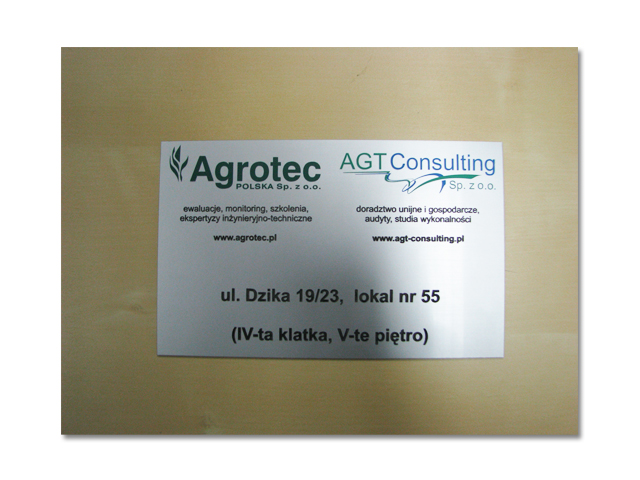 Agrotec
POLSKA Sp. z o.o.
ewaluacje, monitoring, szkolenia,
ekspertyzy inżynieryjno-techniczne
www.agrotec.pl
AGT Consulting
Sp. z o.o.
doradztwo unijne i gospodarcze,
audyty, studia wykonalności
www.agt-consulting.pl
ul. Dzika 19/23, lokal nr 55
(IV-ta klatka, V-te piętro)